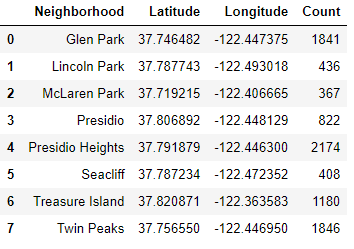 Neighborhood Latitude Longitude Count
0 Glen Park 37.746482 -122.447375 1841
1 Lincoln Park 37.787743 -122.493018 436
2 McLaren Park 37.719215 -122.406665 367
3 Presidio 37.806892 -122.448129 822
4 Presidio Heights 37.791879 -122.446300 2174
5 Seacliff 37.787234 -122.472352 408
6 Treasure Island 37.820871 -122.363583 1180
7 Twin Peaks 37.756550 -122.446950 1846